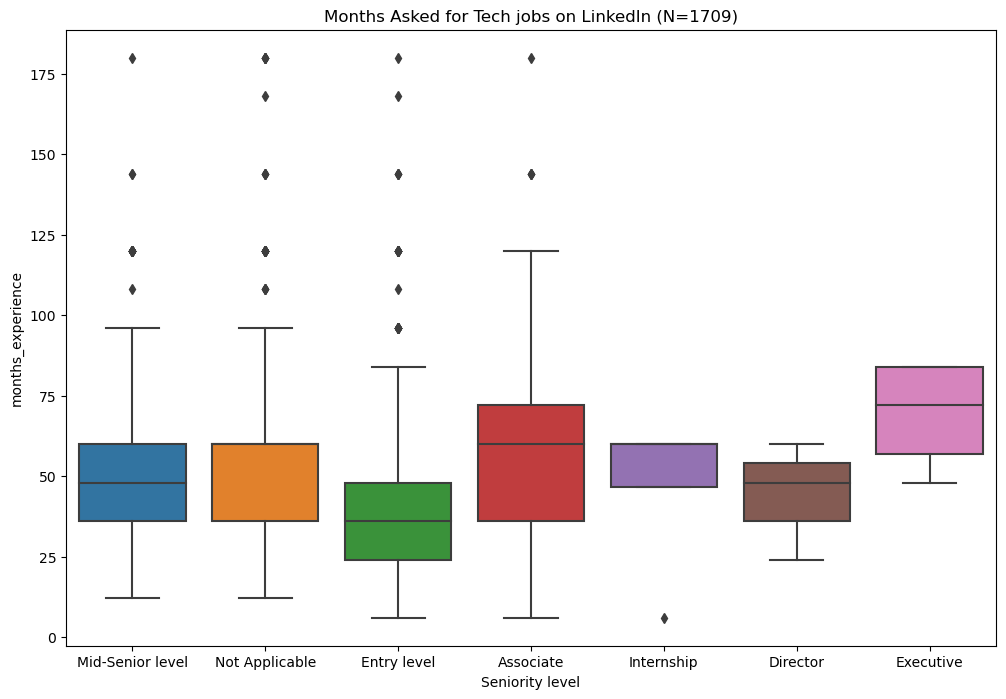 Months Asked for Tech jobs on LinkedIn (N=1709)
months_experience
175
150
125
100
75
50
25
0
Mid-Senior level
Not Applicable
Entry level
Associate
Internship
Director
Executive
Seniority level